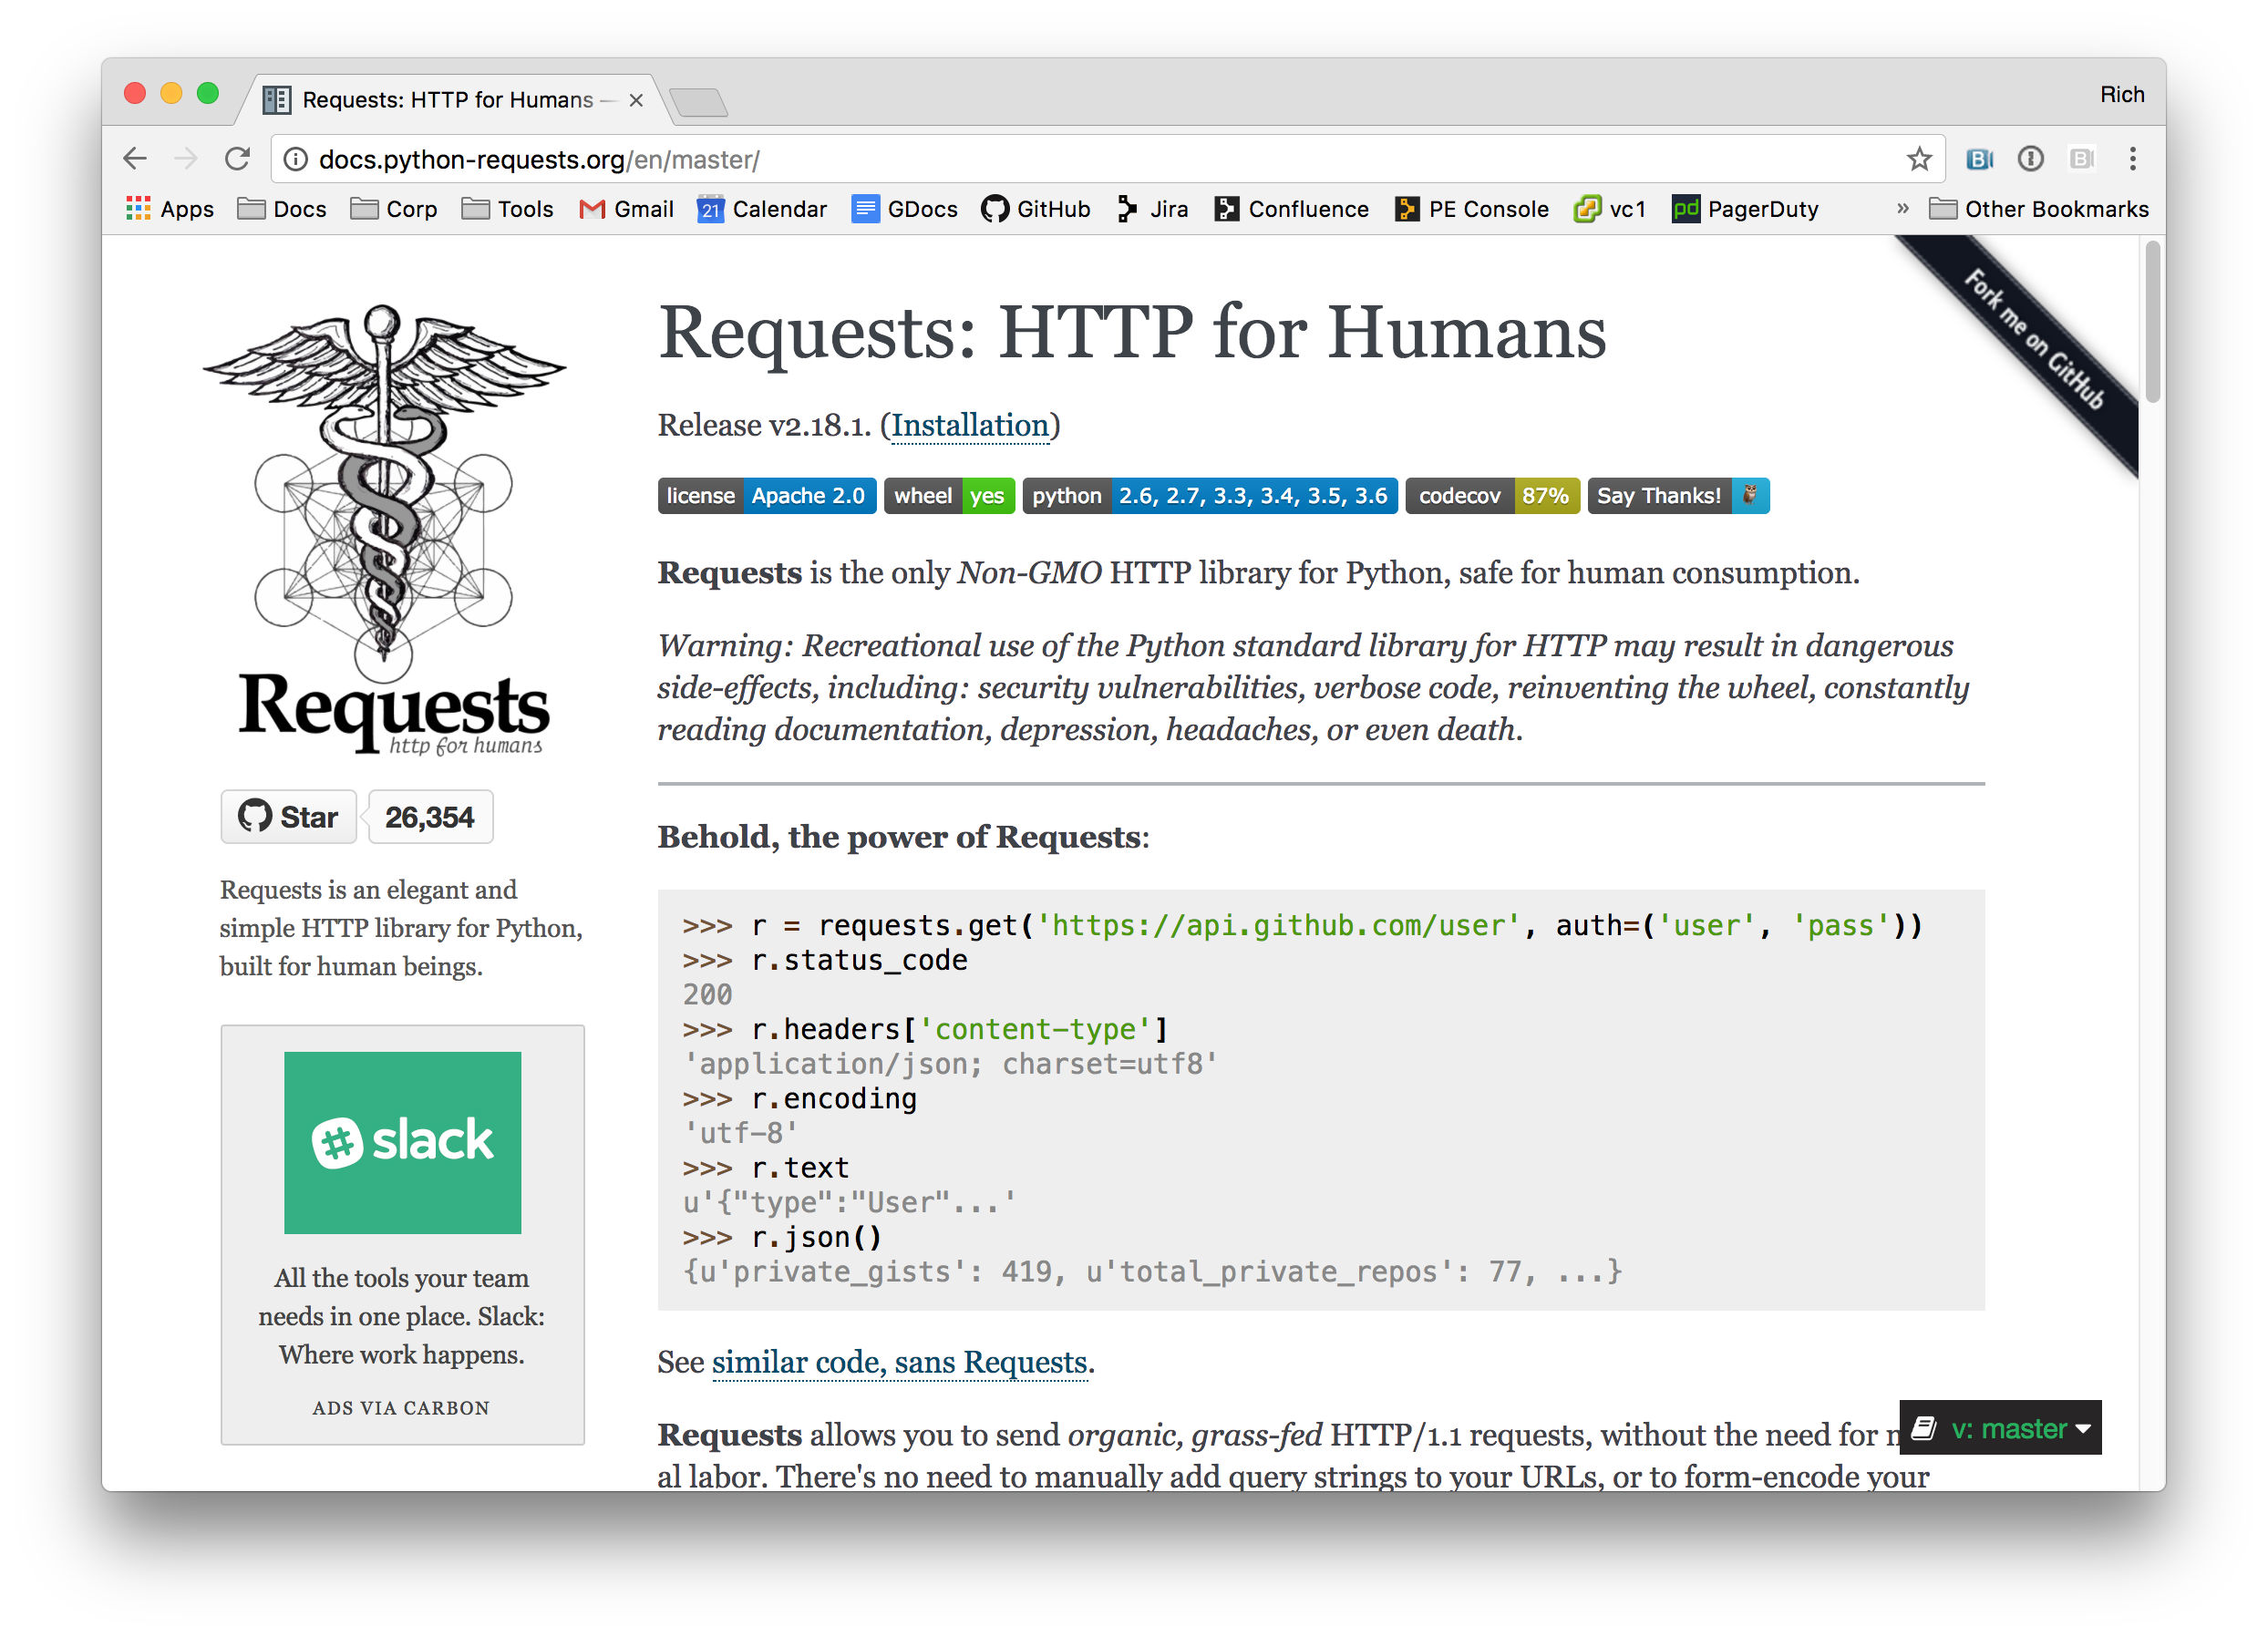 Requests: HTTP for Humans —
Rich
docs.python-requests.org/en/master/
Apps Docs Corp Tools Gmail 21 Calendar GDocs GitHub Jira Confluence PE Console vc1 pd PagerDuty » Other Bookmarks
Fork me on GitHub
Requests
http for humans
Star 26,354
Requests is an elegant and
simple HTTP library for Python,
built for human beings.
slack
All the tools your team
needs in one place. Slack:
Where work happens.
ADS VIA CARBON
Requests: HTTP for Humans
Release v2.18.1. (Installation)
license Apache 2.0 wheel yes python 2.6, 2.7, 3.3, 3.4, 3.5, 3.6 codecov 87% Say Thanks!
Requests is the only Non-GMO HTTP library for Python, safe for human consumption.
Warning: Recreational use of the Python standard library for HTTP may result in dangerous
side-effects, including: security vulnerabilities, verbose code, reinventing the wheel, constantly
reading documentation, depression, headaches, or even death.
Behold, the power of Requests:
>>> r = requests.get('https://api.github.com/user', auth=('user', 'pass'))
>>> r.status_code
200
>>> r.headers['content-type']
'application/json; charset=utf8'
>>> r.encoding
'utf-8'
>>> r.text
u'{"type":"User"...'
>>> r.json()
{u'private_gists': 419, u'total_private_repos': 77, ...}
See similar code, sans Requests.
Requests allows you to send organic, grass-fed HTTP/1.1 requests, without the need for
al labor. There's no need to manually add query strings to your URLs, or to form-encode your
v: master